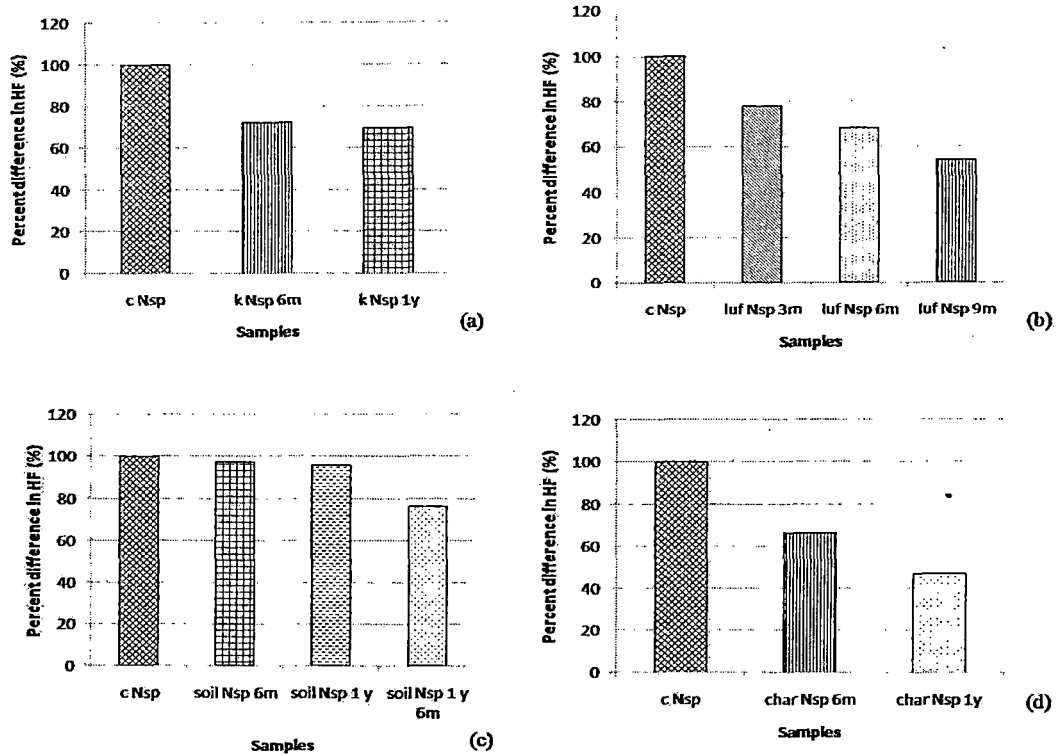 Percent difference in HF (%)
120
100
80
60
40
20
0
c Nsp k Nsp 6m k Nsp 1y
Samples
(a)
Percent difference in HF (%)
120
100
80
60
40
20
0
c Nsp luf Nsp 3m luf Nsp 6m luf Nsp 9m
Samples
(b)
Percent difference in HF (%)
120
100
80
60
40
20
0
c Nsp soil Nsp 6m soil Nsp 1 y soil Nsp 1 y
6m
Samples
(c)
Percent difference in HF (%)
120
100
80
60
40
20
0
c Nsp char Nsp 6m char Nsp 1y
Samples
(d)